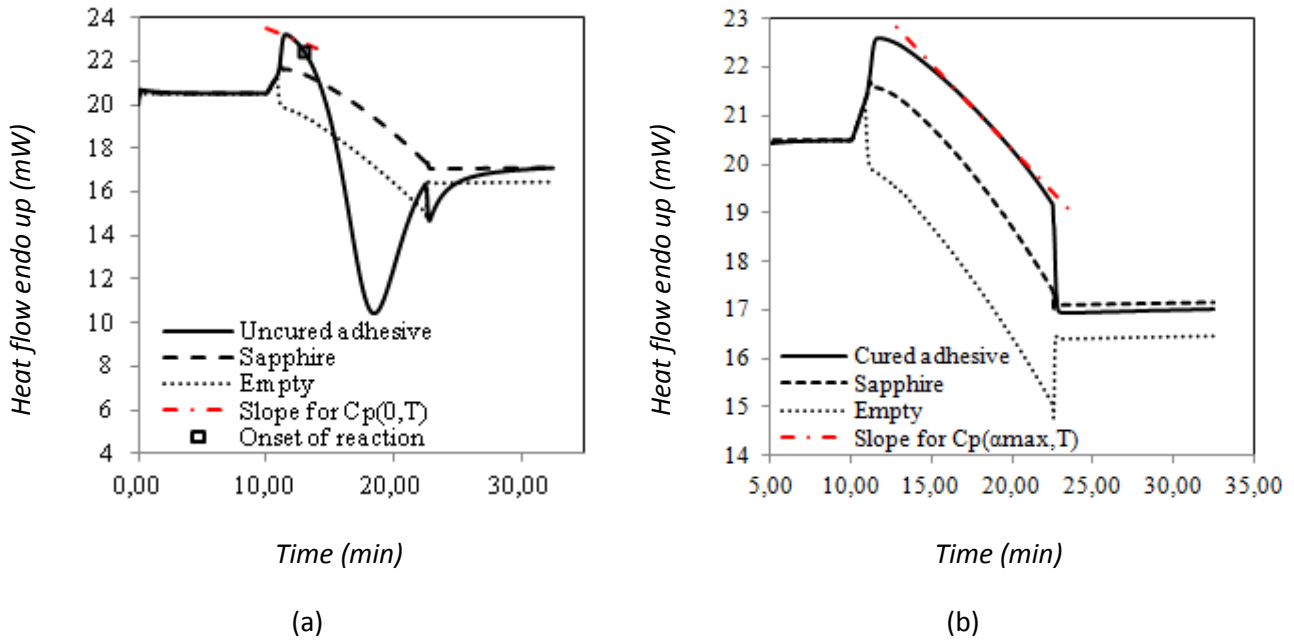 Heat flow endo up (mW)
24
22
20
18
16
14
12
10
8
6
4
Uncured adhesive
Sapphire
Empty
Slope for Cp(0,T)
Onset of reaction
0,00 10,00 20,00 30,00
Time (min)
(a)
Heat flow endo up (mW)
23
22
21
20
19
18
17
16
15
14
Cured adhesive
Sapphire
Empty
Slope for Cp(αmax,T)
5,00 10,00 15,00 20,00 25,00 30,00 35,00
Time (min)
(b)